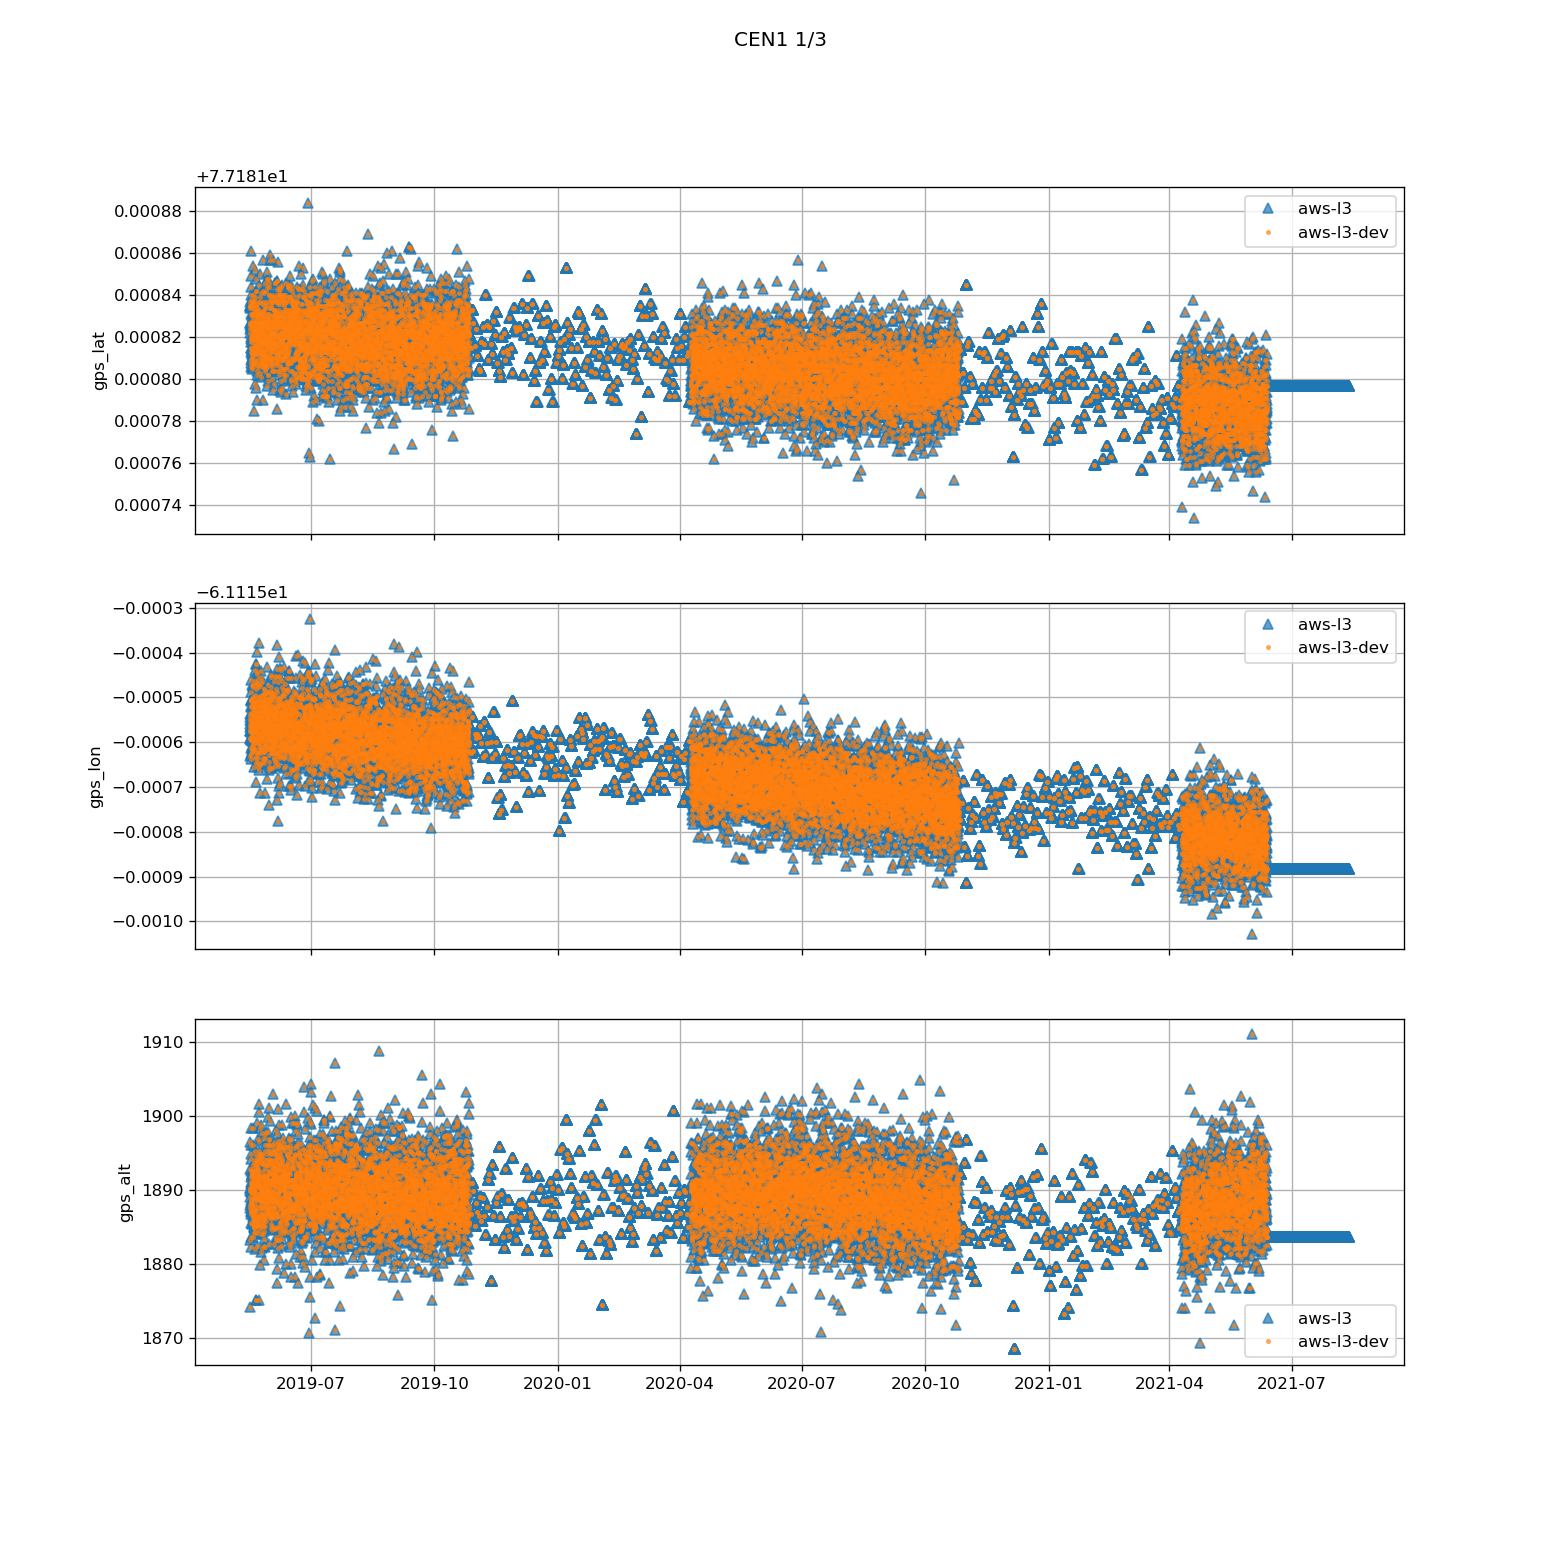 CEN1 1/3
+7.7181e1
0.00088
0.00086
0.00084
0.00082
0.00080
0.00078
0.00076
0.00074
gps_lat
aws-l3
aws-l3-dev
−6.1115e1
−0.0003
−0.0004
−0.0005
−0.0006
−0.0007
−0.0008
−0.0009
−0.0010
gps_lon
aws-l3
aws-l3-dev
1910
1900
1890
1880
1870
gps_alt
aws-l3
aws-l3-dev
2019-07 2019-10 2020-01 2020-04 2020-07 2020-10 2021-01 2021-04 2021-07